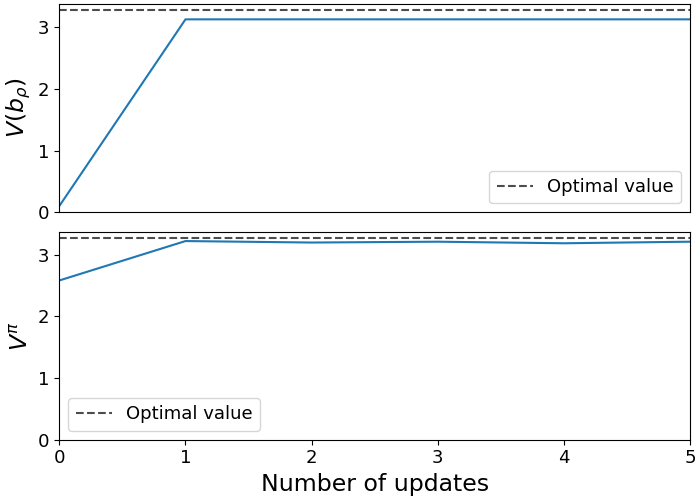 3
2
1
0
V(b_ρ)
Optimal value
3
2
1
0
V^π
Optimal value
0 1 2 3 4 5
Number of updates